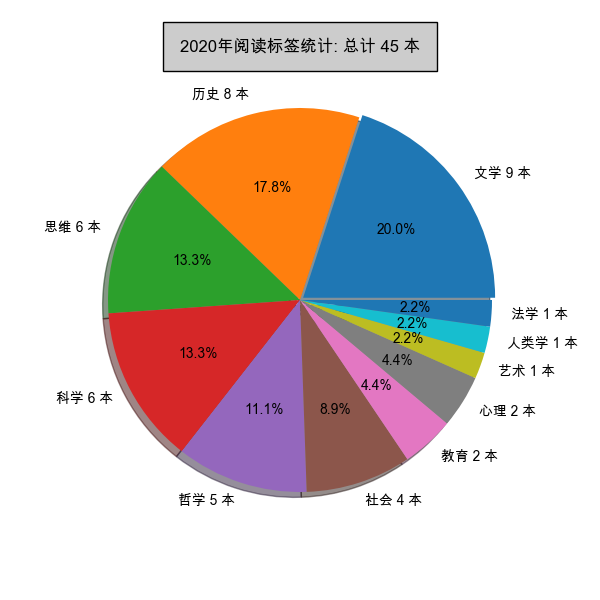 2020年阅读标签统计: 总计 45 本
历史 8 本
17.8%
文学 9 本
20.0%
思维 6 本
13.3%
法学 1 本
2.2%
人类学 1 本
2.2%
艺术 1 本
2.2%
科学 6 本
13.3%
心理 2 本
4.4%
教育 2 本
4.4%
哲学 5 本
11.1%
社会 4 本
8.9%